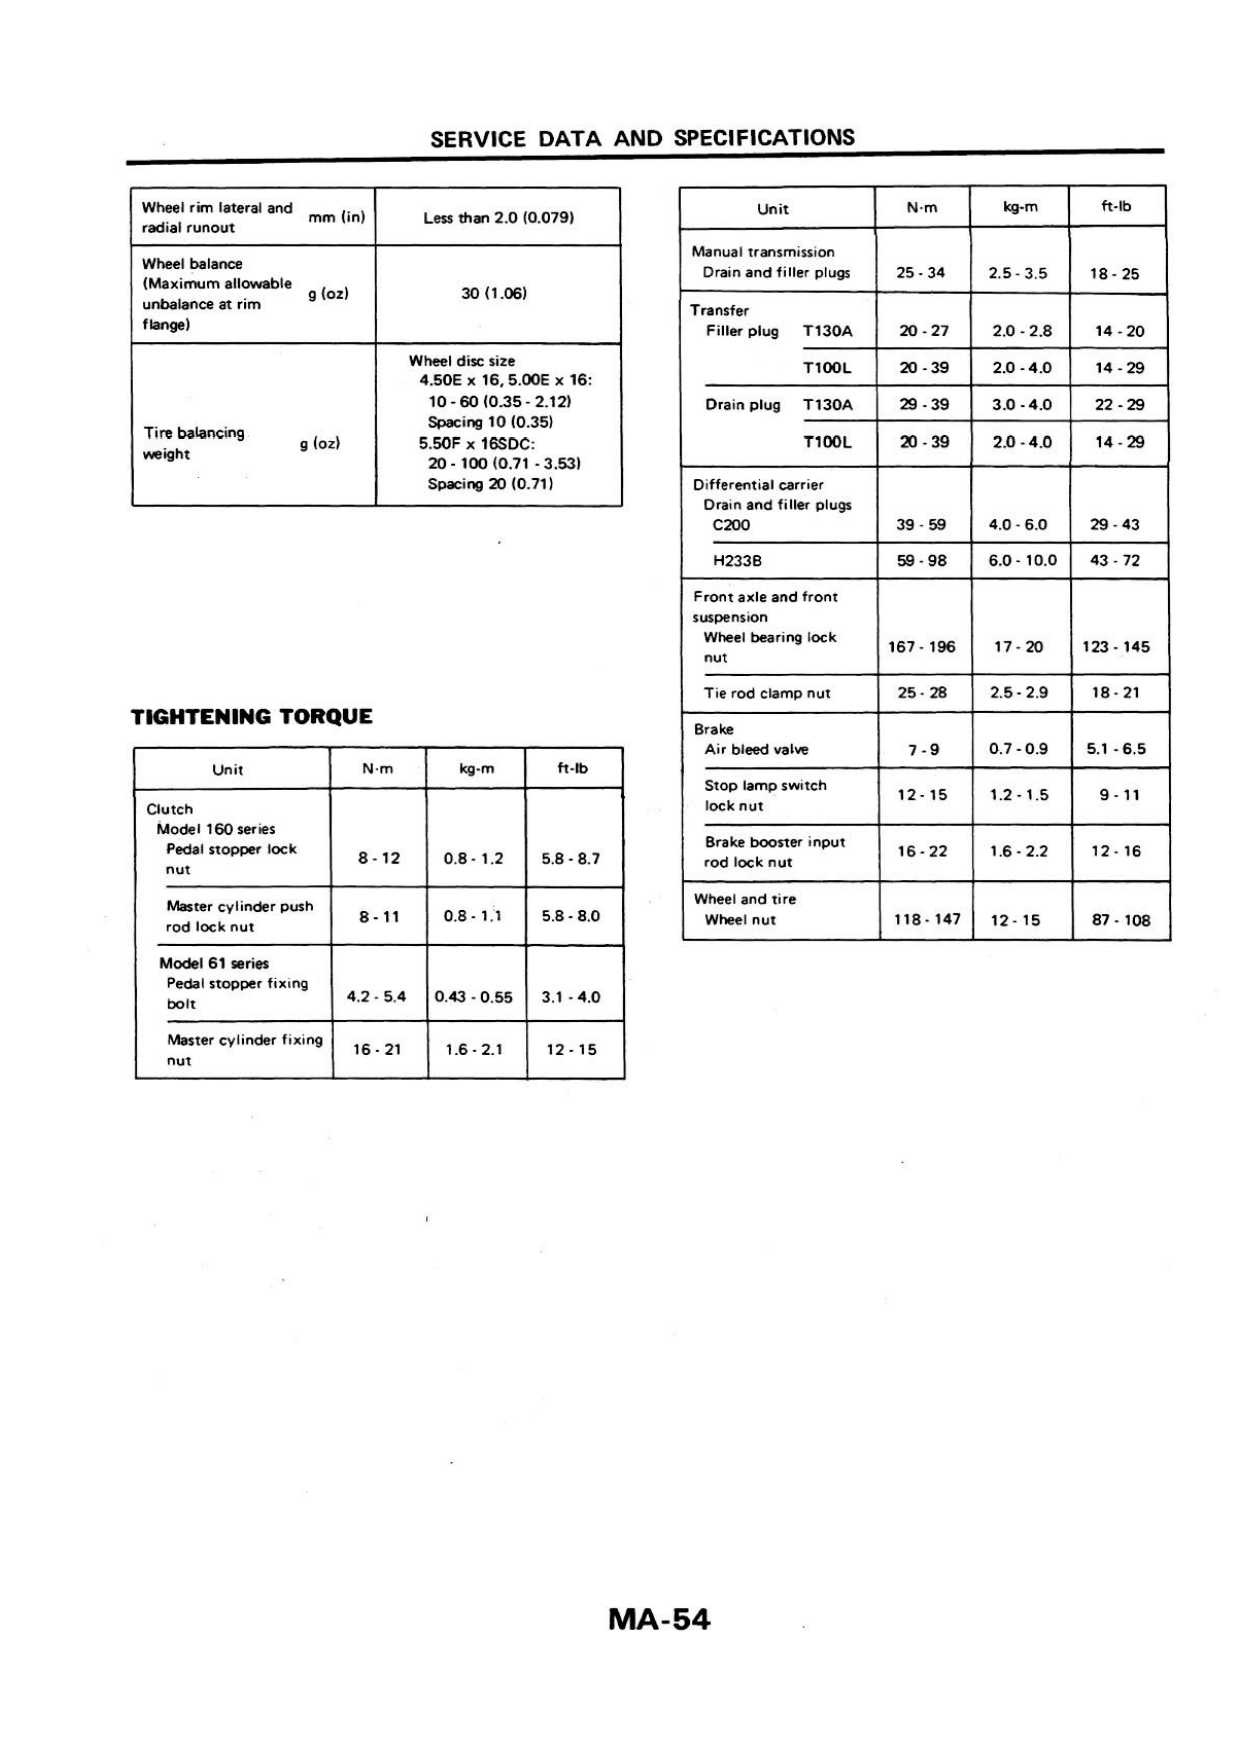 SERVICE DATA AND SPECIFICATIONS
Wheel rim lateral and radial runout mm (in) Less than 2.0 (0.079)
Wheel balance
(Maximum allowable
unbalance at rim
flange) g (oz) 30 (1.06)
Tire balancing
weight g (oz)
Wheel disc size
4.50E x 16, 5.00E x 16:
10 - 60 (0.35 - 2.12)
Spacing 10 (0.35)
5.50F x 16SDC:
20 - 100 (0.71 - 3.53)
Spacing 20 (0.71)
TIGHTENING TORQUE
Unit N·m kg-m ft-lb
Clutch
Model 160 series
Pedal stopper lock
nut 8 - 12 0.8 - 1.2 5.8 - 8.7
Master cylinder push
rod lock nut 8 - 11 0.8 - 1.1 5.8 - 8.0
Model 61 series
Pedal stopper fixing
bolt 4.2 - 5.4 0.43 - 0.55 3.1 - 4.0
Master cylinder fixing
nut 16 - 21 1.6 - 2.1 12 - 15
Unit N·m kg-m ft-lb
Manual transmission
Drain and filler plugs 25 - 34 2.5 - 3.5 18 - 25
Transfer
Filler plug T130A 20 - 27 2.0 - 2.8 14 - 20
T100L 20 - 39 2.0 - 4.0 14 - 29
Drain plug T130A 29 - 39 3.0 - 4.0 22 - 29
T100L 20 - 39 2.0 - 4.0 14 - 29
Differential carrier
Drain and filler plugs
C200 39 - 59 4.0 - 6.0 29 - 43
H233B 59 - 98 6.0 - 10.0 43 - 72
Front axle and front
suspension
Wheel bearing lock
nut 167 - 196 17 - 20 123 - 145
Tie rod clamp nut 25 - 28 2.5 - 2.9 18 - 21
Brake
Air bleed valve 7 - 9 0.7 - 0.9 5.1 - 6.5
Stop lamp switch
lock nut 12 - 15 1.2 - 1.5 9 - 11
Brake booster input
rod lock nut 16 - 22 1.6 - 2.2 12 - 16
Wheel and tire
Wheel nut 118 - 147 12 - 15 87 - 108
MA-54